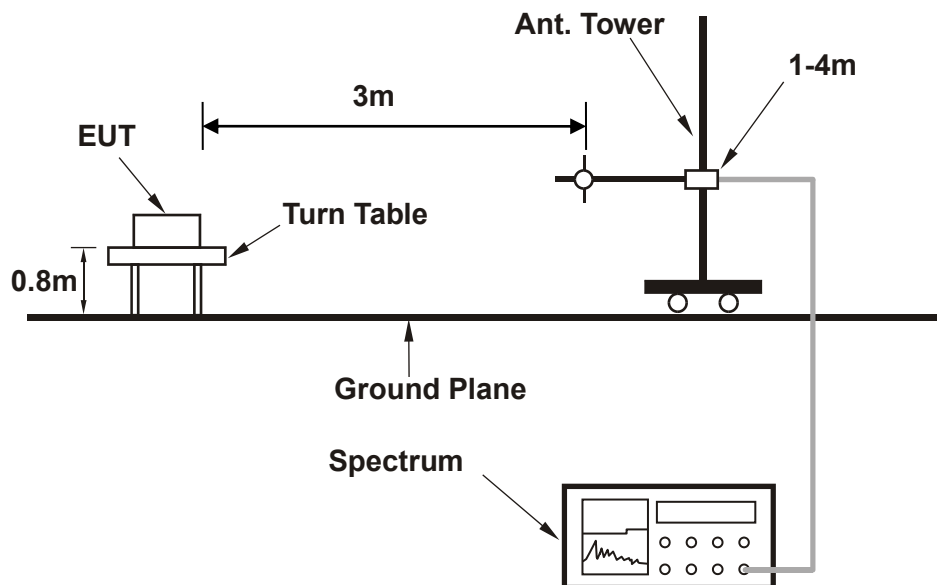 Ant. Tower
1-4m
3m
EUT
Turn Table
0.8m
Ground Plane
Spectrum